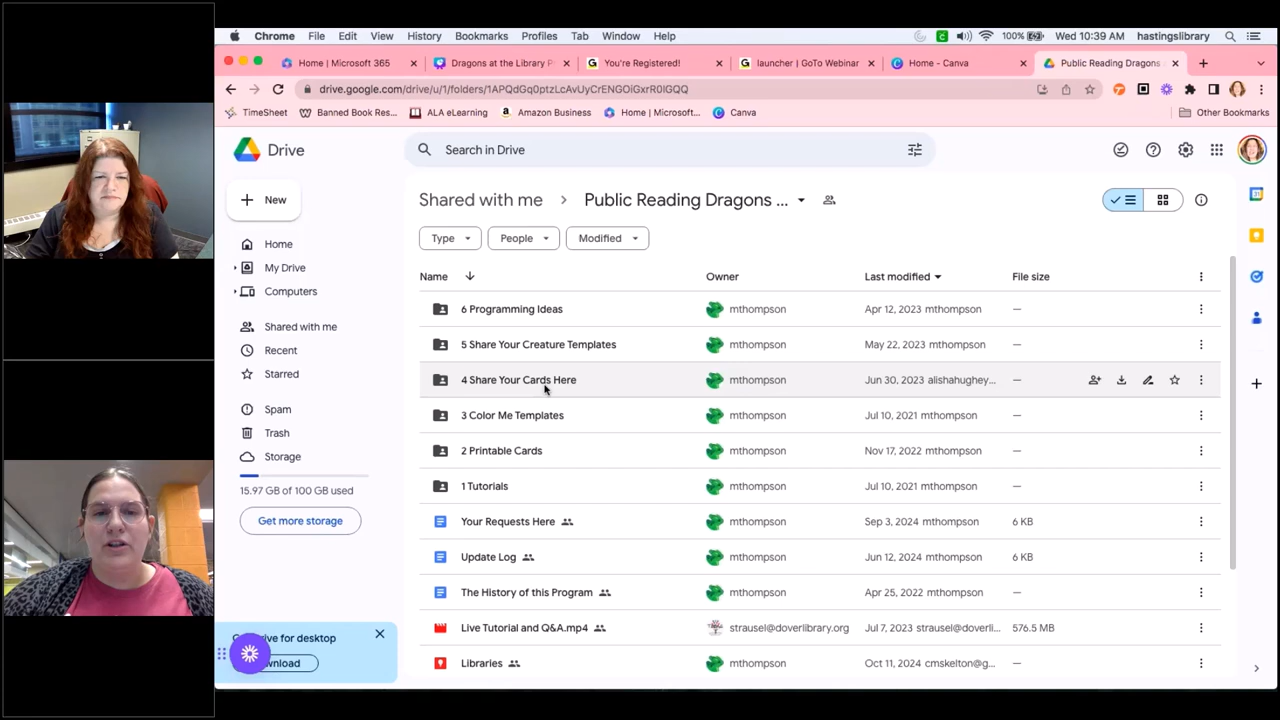 Chrome File Edit View History Bookmarks Profiles Tab Window Help 100% Wed 10:39 AM hastingslibrary
Home | Microsoft 365 Dragons at the Library P You're Registered! launcher | GoTo Webinar Home - Canva Public Reading Dragons
drive.google.com/drive/u/1/folders/1APQdGq0ptzLcAvUyCrENGOiGxrR0lGQQ
TimeSheet Banned Book Res... ALA eLearning Amazon Business Home | Microsoft... Canva Other Bookmarks
Drive Search in Drive
New
Home
My Drive
Computers
Shared with me
Recent
Starred
Spam
Trash
Storage
15.97 GB of 100 GB used
Get more storage
drive for desktop
wnload
Shared with me Public Reading Dragons ...
Type People Modified
Name Owner Last modified File size
6 Programming Ideas mthompson Apr 12, 2023 mthompson —
5 Share Your Creature Templates mthompson May 22, 2023 mthompson —
4 Share Your Cards Here mthompson Jun 30, 2023 alishahughey... —
3 Color Me Templates mthompson Jul 10, 2021 mthompson —
2 Printable Cards mthompson Nov 17, 2022 mthompson —
1 Tutorials mthompson Jul 10, 2021 mthompson —
Your Requests Here mthompson Sep 3, 2024 mthompson 6 KB
Update Log mthompson Jun 12, 2024 mthompson 6 KB
The History of this Program mthompson Apr 25, 2022 mthompson —
Live Tutorial and Q&A.mp4 strausel@doverlibrary.org Jul 7, 2023 strausel@doverli... 576.5 MB
Libraries mthompson Oct 11, 2024 cmskelton@g... —